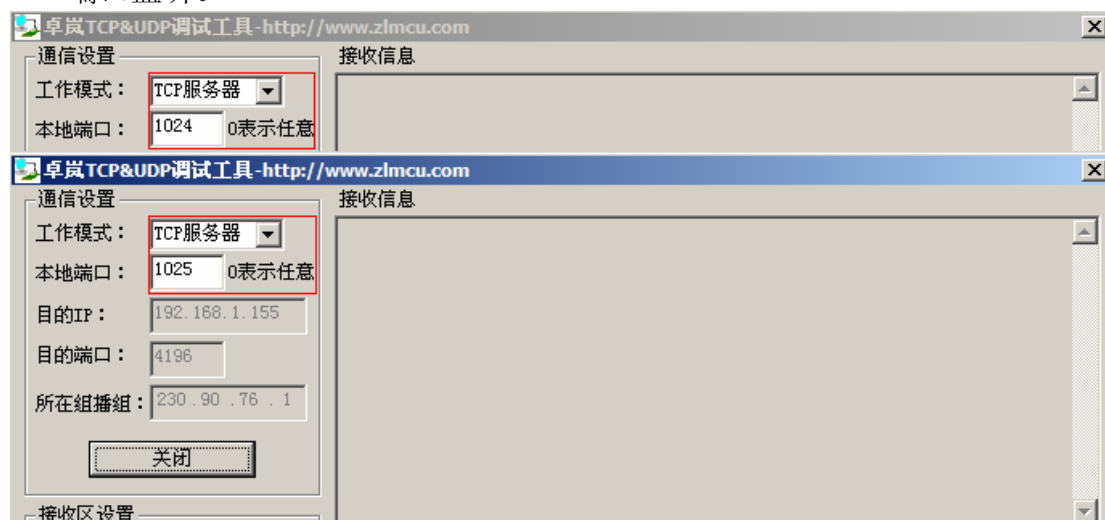 卓岚TCP&UDP调试工具-http://www.zlmcu.com
通信设置
接收信息
工作模式： TCP服务器
本地端口： 1024 0表示任意
卓岚TCP&UDP调试工具-http://www.zlmcu.com
通信设置
接收信息
工作模式： TCP服务器
本地端口： 1025 0表示任意
目的IP： 192.168.1.155
目的端口： 4196
所在组播组： 230.90.76.1
关闭
接收区设置